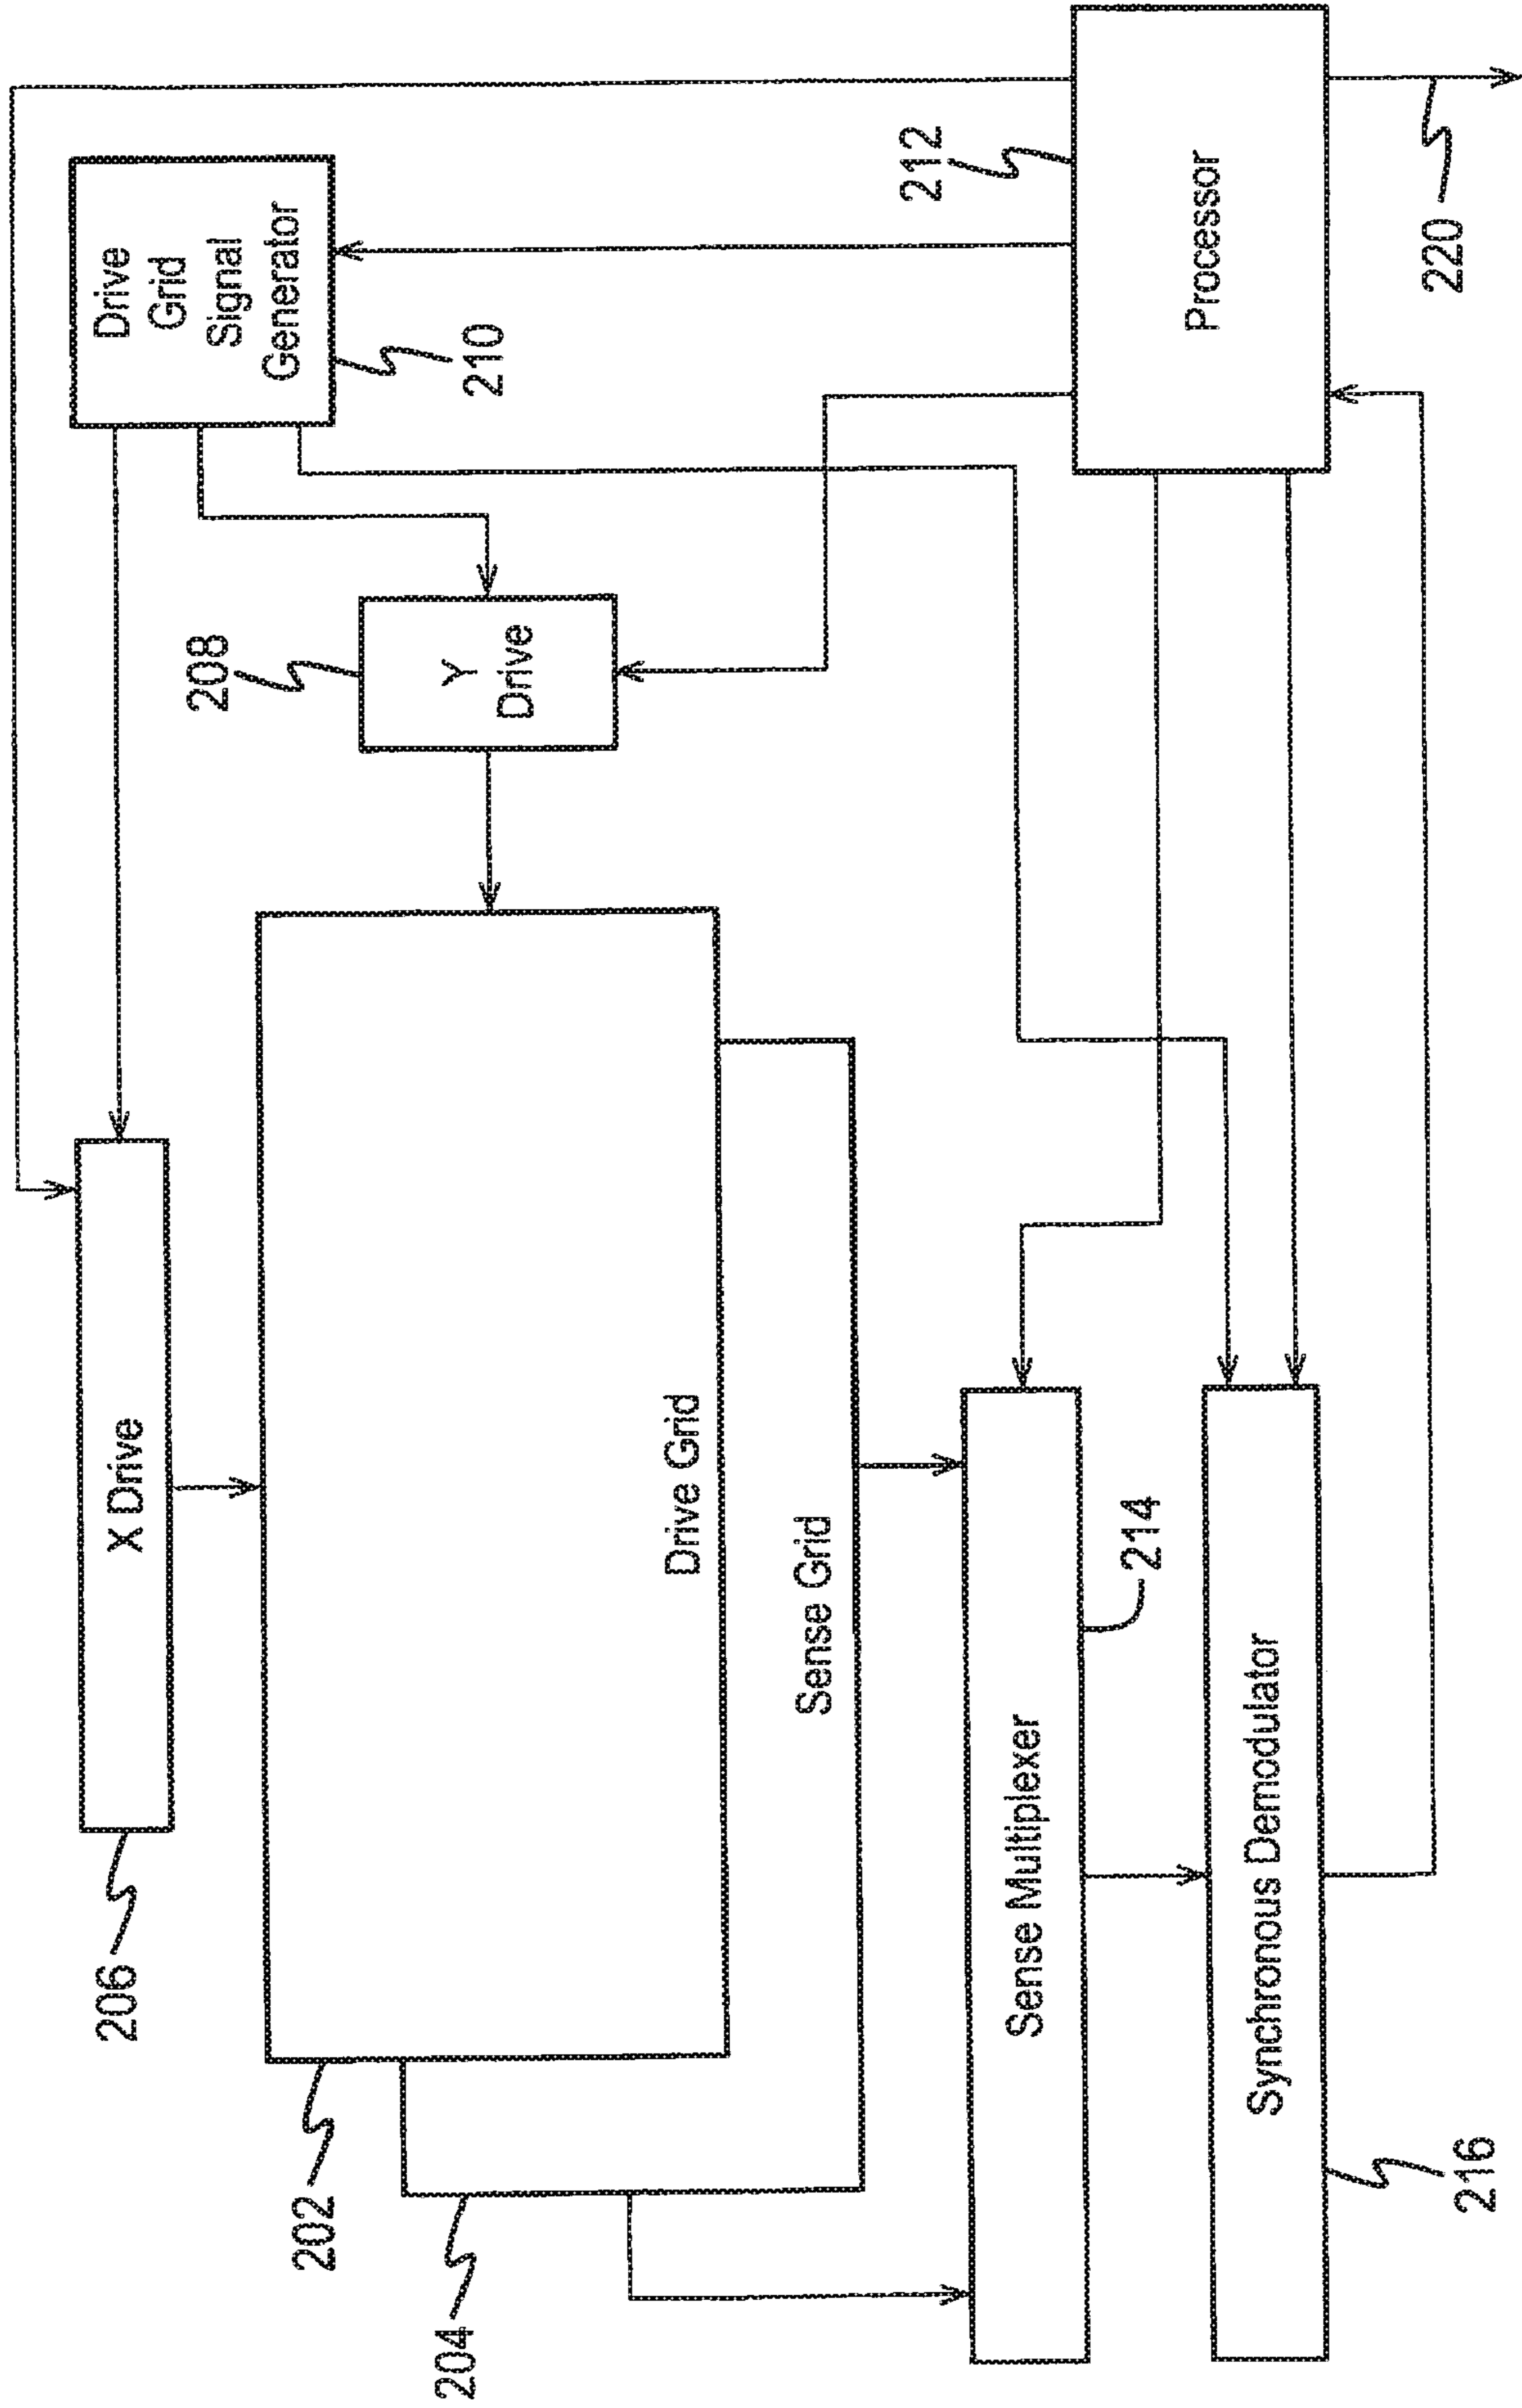 204
202
206
X Drive
Drive Grid
Sense Grid
Sense Multiplexer
214
Synchronous Demodulator
216
208
Y
Drive
Drive
Grid
Signal
Generator
210
212
Processor
220